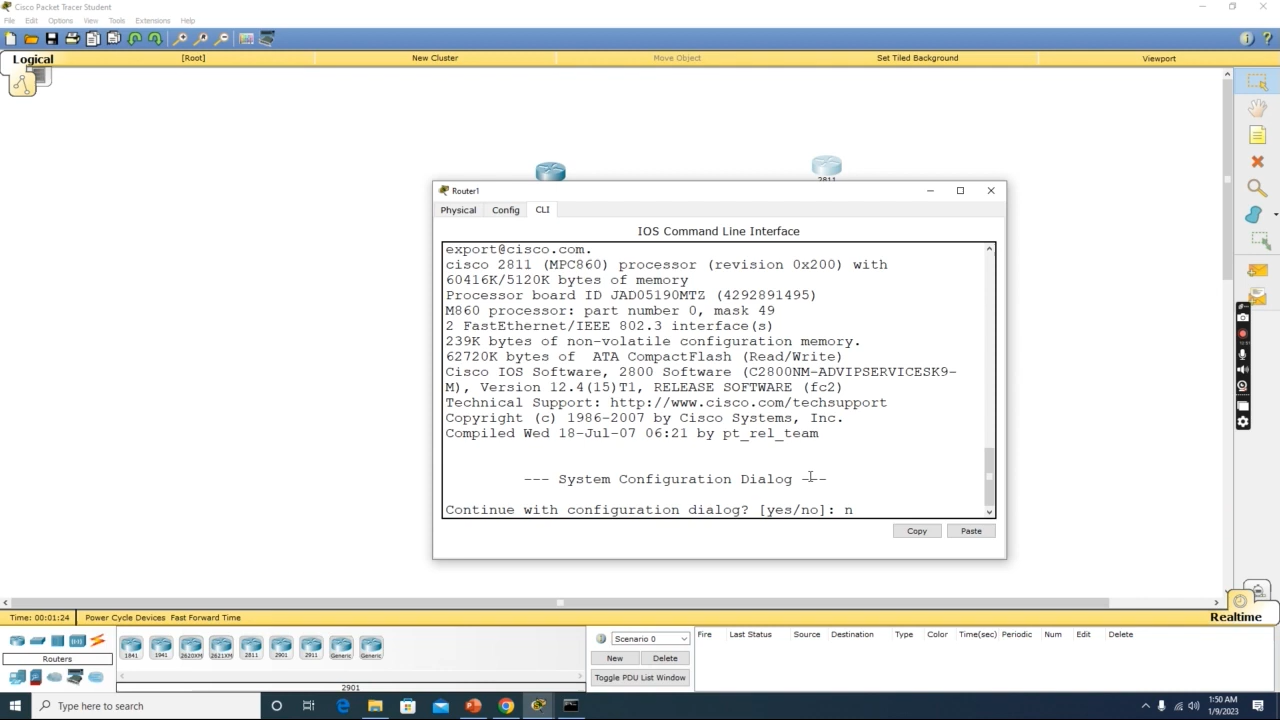 Cisco Packet Tracer Student
File Edit Options View Tools Extensions Help
Logical [Root] New Cluster Move Object Set Tiled Background Viewport
2811
Router1
Physical Config CLI
IOS Command Line Interface
export@cisco.com.
cisco 2811 (MPC860) processor (revision 0x200) with
60416K/5120K bytes of memory
Processor board ID JAD05190MTZ (4292891495)
M860 processor: part number 0, mask 49
2 FastEthernet/IEEE 802.3 interface(s)
239K bytes of non-volatile configuration memory.
62720K bytes of  ATA CompactFlash (Read/Write)
Cisco IOS Software, 2800 Software (C2800NM-ADVIPSERVICESK9-
M), Version 12.4(15)T1, RELEASE SOFTWARE (fc2)
Technical Support: http://www.cisco.com/techsupport
Copyright (c) 1986-2007 by Cisco Systems, Inc.
Compiled Wed 18-Jul-07 06:21 by pt_rel_team
--- System Configuration Dialog ---
Continue with configuration dialog? [yes/no]: n
Copy Paste
Time: 00:01:24 Power Cycle Devices Fast Forward Time Realtime
Routers
1841 1941 2620XM 2621XM 2811 2901 2911 Generic Generic
2901
Scenario 0
New Delete
Toggle PDU List Window
Fire Last Status Source Destination Type Color Time(sec) Periodic Num Edit Delete
Type here to search
1:50 AM
1/9/2023